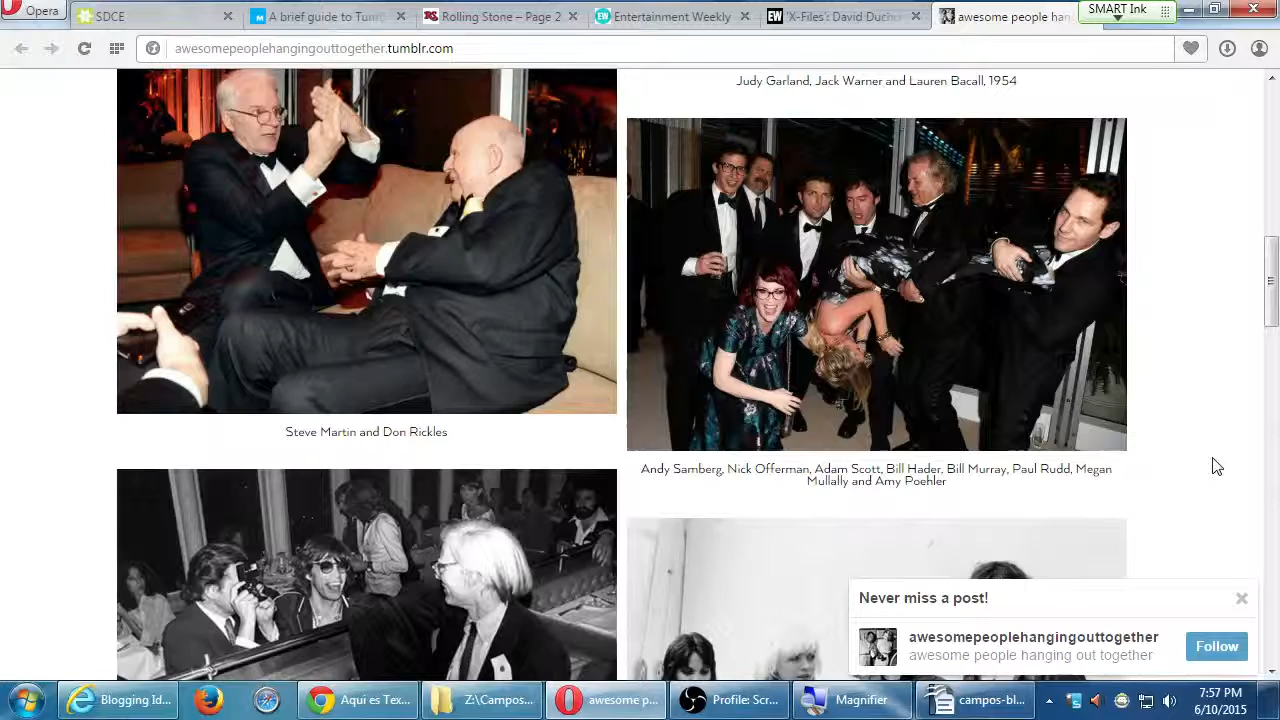 Opera
SDCE
A brief guide to Tum
Rolling Stone – Page 2
Entertainment Weekly
'X-Files': David Ducho
awesome people han
SMART Ink
awesomepeoplehangingouttogether.tumblr.com
Judy Garland, Jack Warner and Lauren Bacall, 1954
Steve Martin and Don Rickles
Andy Samberg, Nick Offerman, Adam Scott, Bill Hader, Bill Murray, Paul Rudd, Megan
Mullally and Amy Poehler
Never miss a post!
awesomepeoplehangingouttogether
awesome people hanging out together
Follow
Blogging Id...
Aqui es Tex...
Z:\Campos...
awesome p...
Profile: Scr...
Magnifier
campos-bl...
7:57 PM
6/10/2015